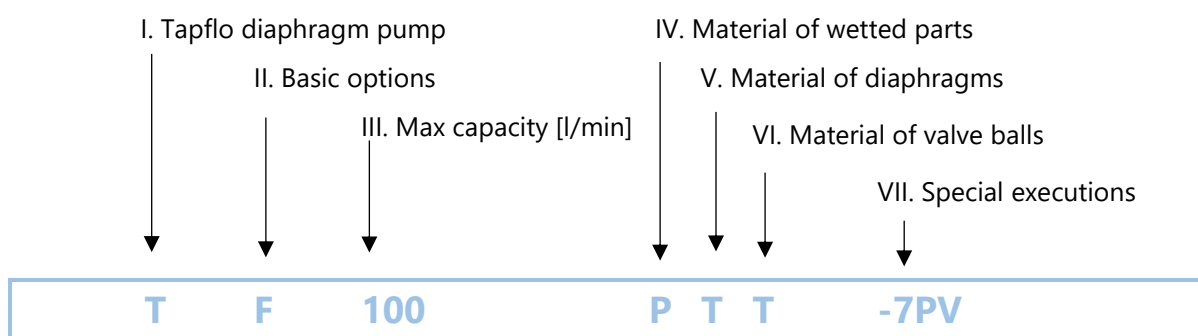 I. Tapflo diaphragm pump
IV. Material of wetted parts
II. Basic options
V. Material of diaphragms
III. Max capacity [l/min]
VI. Material of valve balls
VII. Special executions
T F 100 P T T -7PV